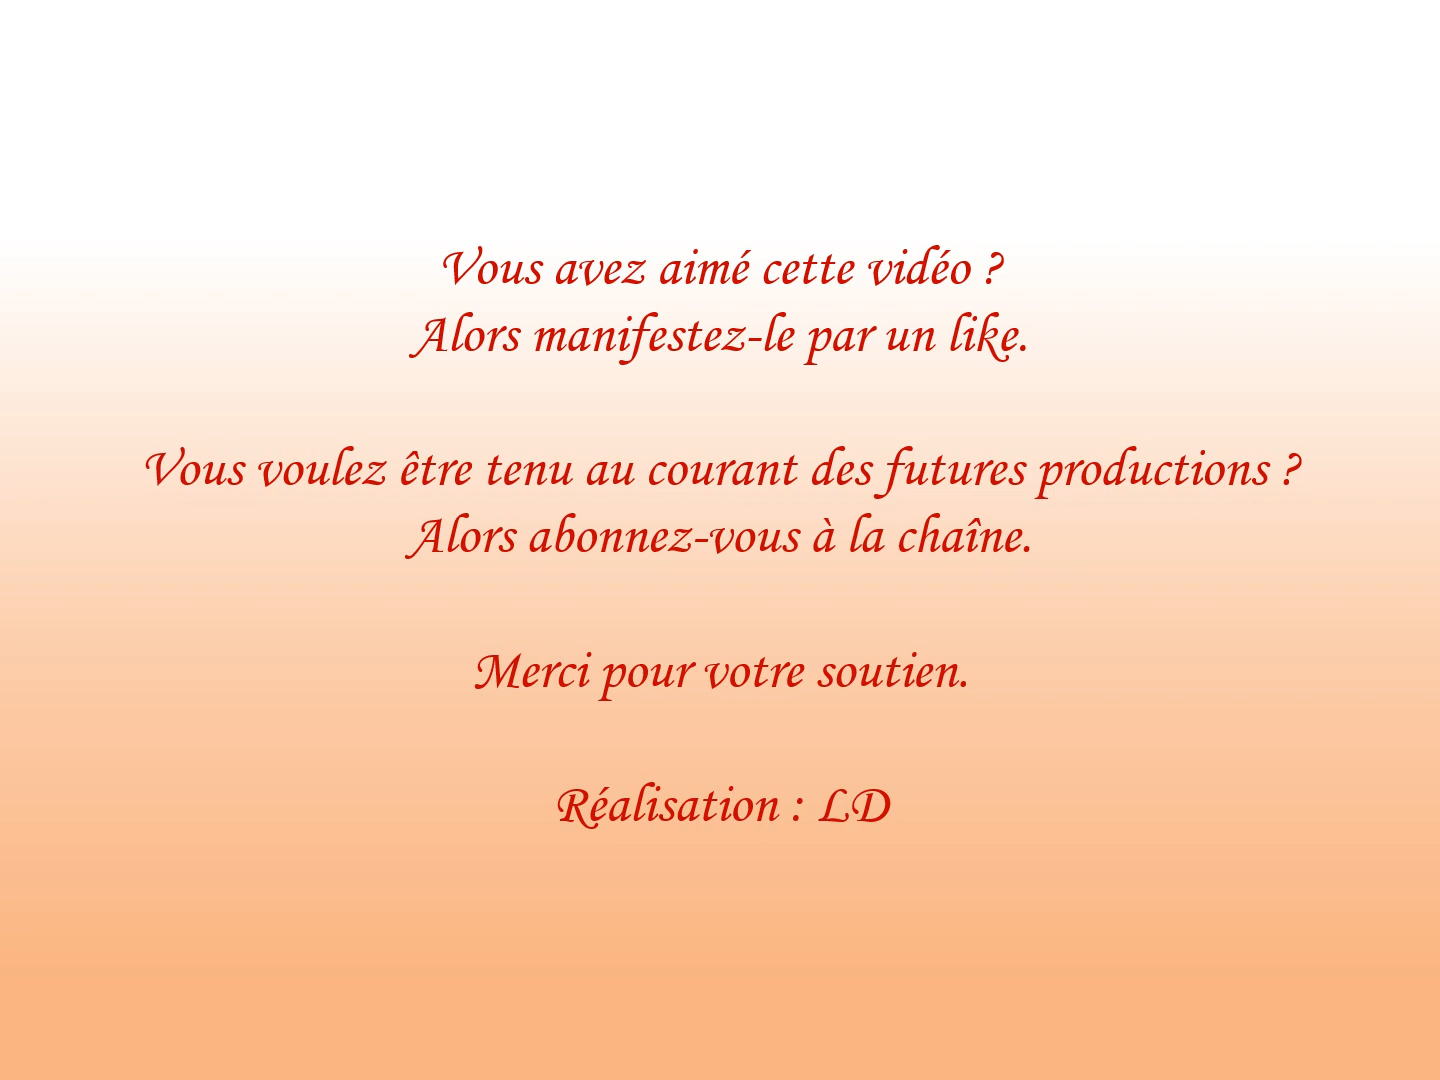 Vous avez aimé cette vidéo ?
Alors manifestez-le par un like.
Vous voulez être tenu au courant des futures productions ?
Alors abonnez-vous à la chaîne.
Merci pour votre soutien.
Réalisation : LD